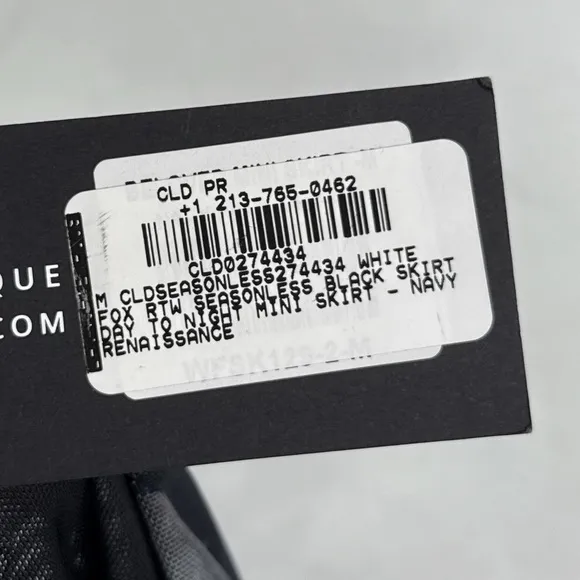 CLD PR
+1 213-765-0462
CLD0274434
M CLDSEASONLESS274434 WHITE
FOX RTW SEASONLESS BLACK SKIRT
DAY TO NIGHT MINI SKIRT - NAVY
RENAISSANCE
QUE
COM